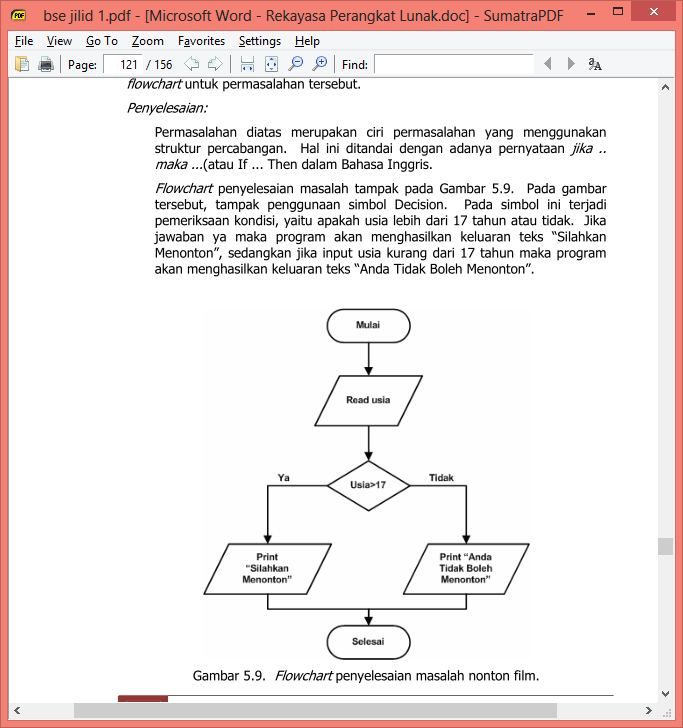 bse jilid 1.pdf - [Microsoft Word - Rekayasa Perangkat Lunak.doc] - SumatraPDF
File View Go To Zoom Favorites Settings Help
Page: 121 / 156 Find:
flowchart untuk permasalahan tersebut.
Penyelesaian:
Permasalahan diatas merupakan ciri permasalahan yang menggunakan
struktur percabangan. Hal ini ditandai dengan adanya pernyataan jika ..
maka ...(atau If ... Then dalam Bahasa Inggris.
Flowchart penyelesaian masalah tampak pada Gambar 5.9. Pada gambar
tersebut, tampak penggunaan simbol Decision. Pada simbol ini terjadi
pemeriksaan kondisi, yaitu apakah usia lebih dari 17 tahun atau tidak. Jika
jawaban ya maka program akan menghasilkan keluaran teks “Silahkan
Menonton”, sedangkan jika input usia kurang dari 17 tahun maka program
akan menghasilkan keluaran teks “Anda Tidak Boleh Menonton”.
Mulai
Read usia
Ya
Usia>17
Tidak
Print
“Silahkan
Menonton”
Print “Anda
Tidak Boleh
Menonton”
Selesai
Gambar 5.9. Flowchart penyelesaian masalah nonton film.